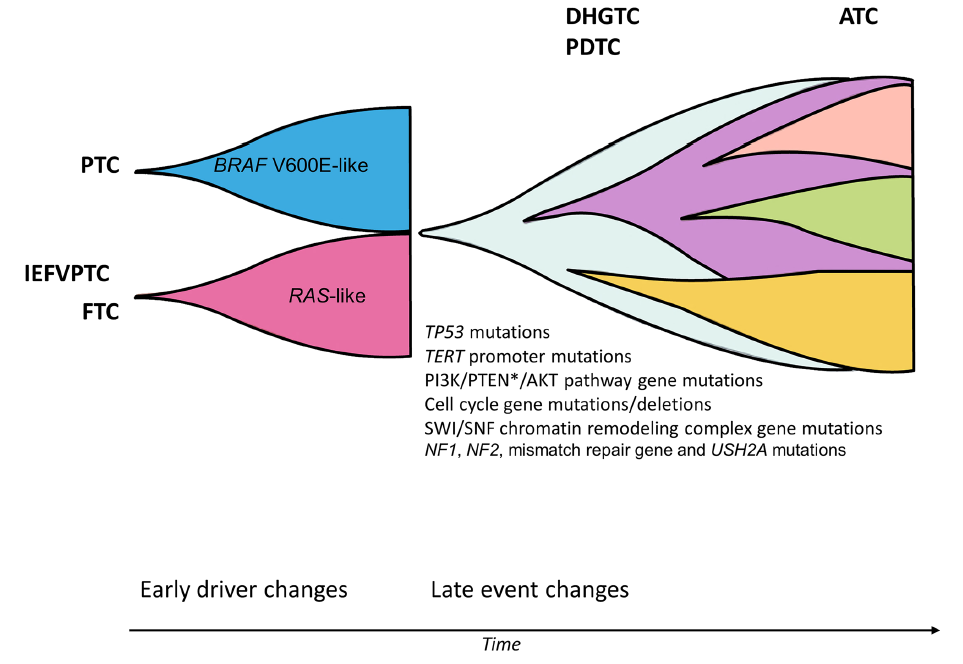 DHGTC
PDTC
ATC
PTC
BRAF V600E-like
IEFVPTC
FTC
RAS-like
TP53 mutations
TERT promoter mutations
PI3K/PTEN*/AKT pathway gene mutations
Cell cycle gene mutations/deletions
SWI/SNF chromatin remodeling complex gene mutations
NF1, NF2, mismatch repair gene and USH2A mutations
Early driver changes
Late event changes
Time